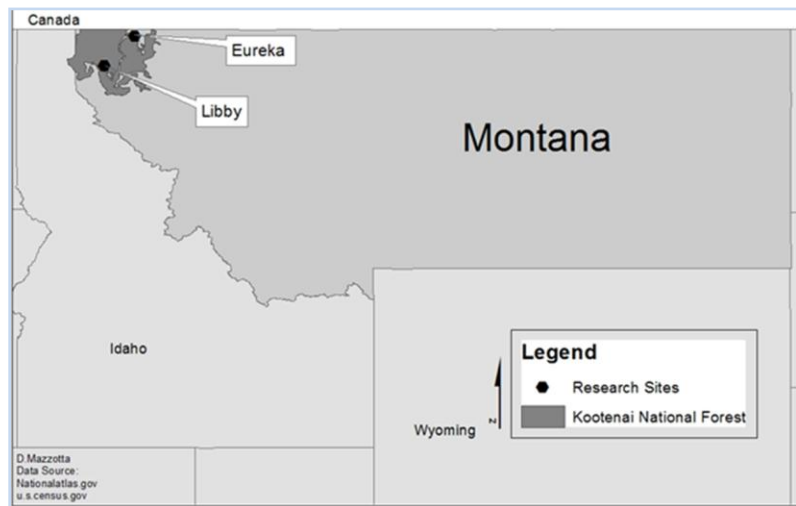 Canada
Eureka
Libby
Montana
Idaho
Wyoming
N
Legend
Research Sites
Kootenai National Forest
D.Mazzotta
Data Source:
Nationalatlas.gov
u.s.census.gov